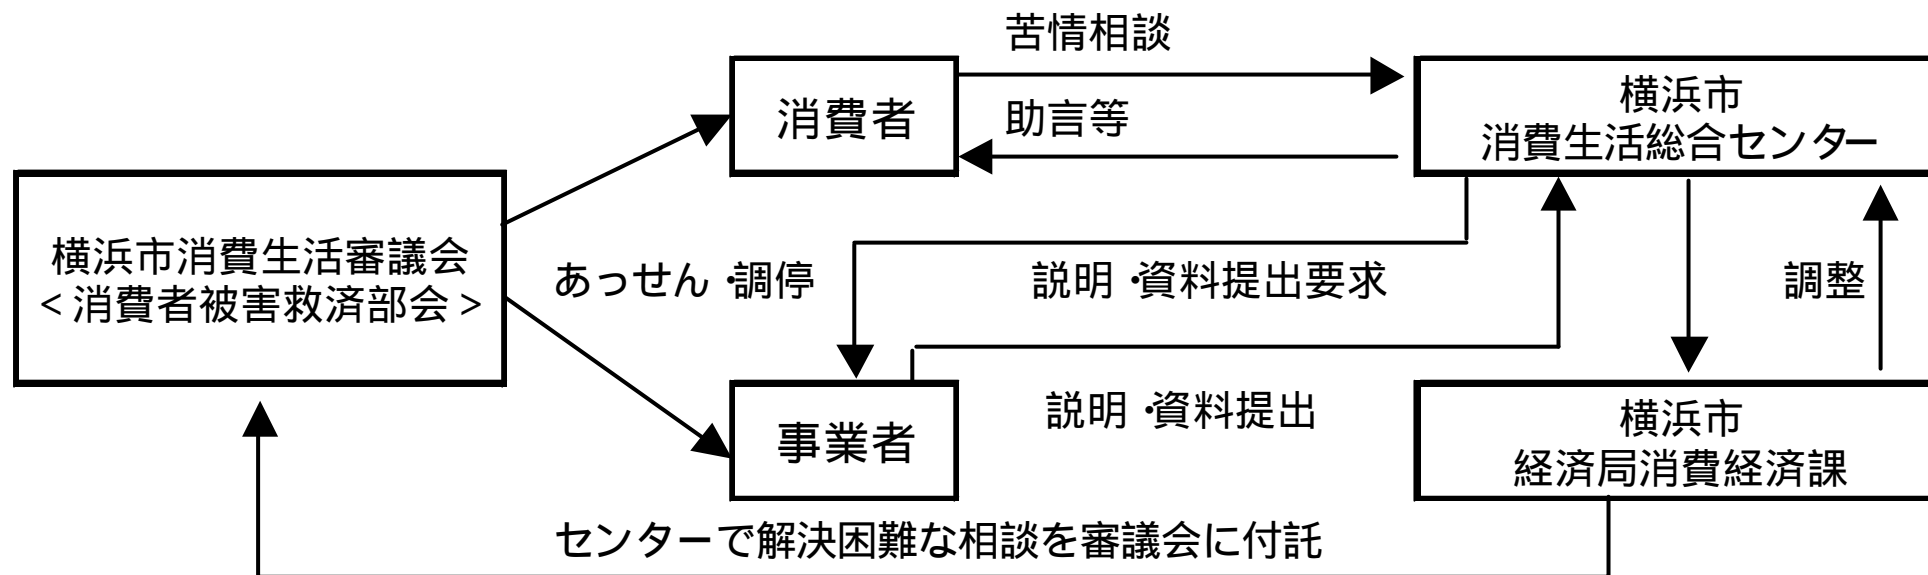 苦情相談
消費者
助言等
横浜市
消費生活総合センター
横浜市消費生活審議会
<消費者被害救済部会>
あっせん・調停
説明・資料提出要求
調整
事業者
説明・資料提出
横浜市
経済局消費経済課
センターで解決困難な相談を審議会に付託